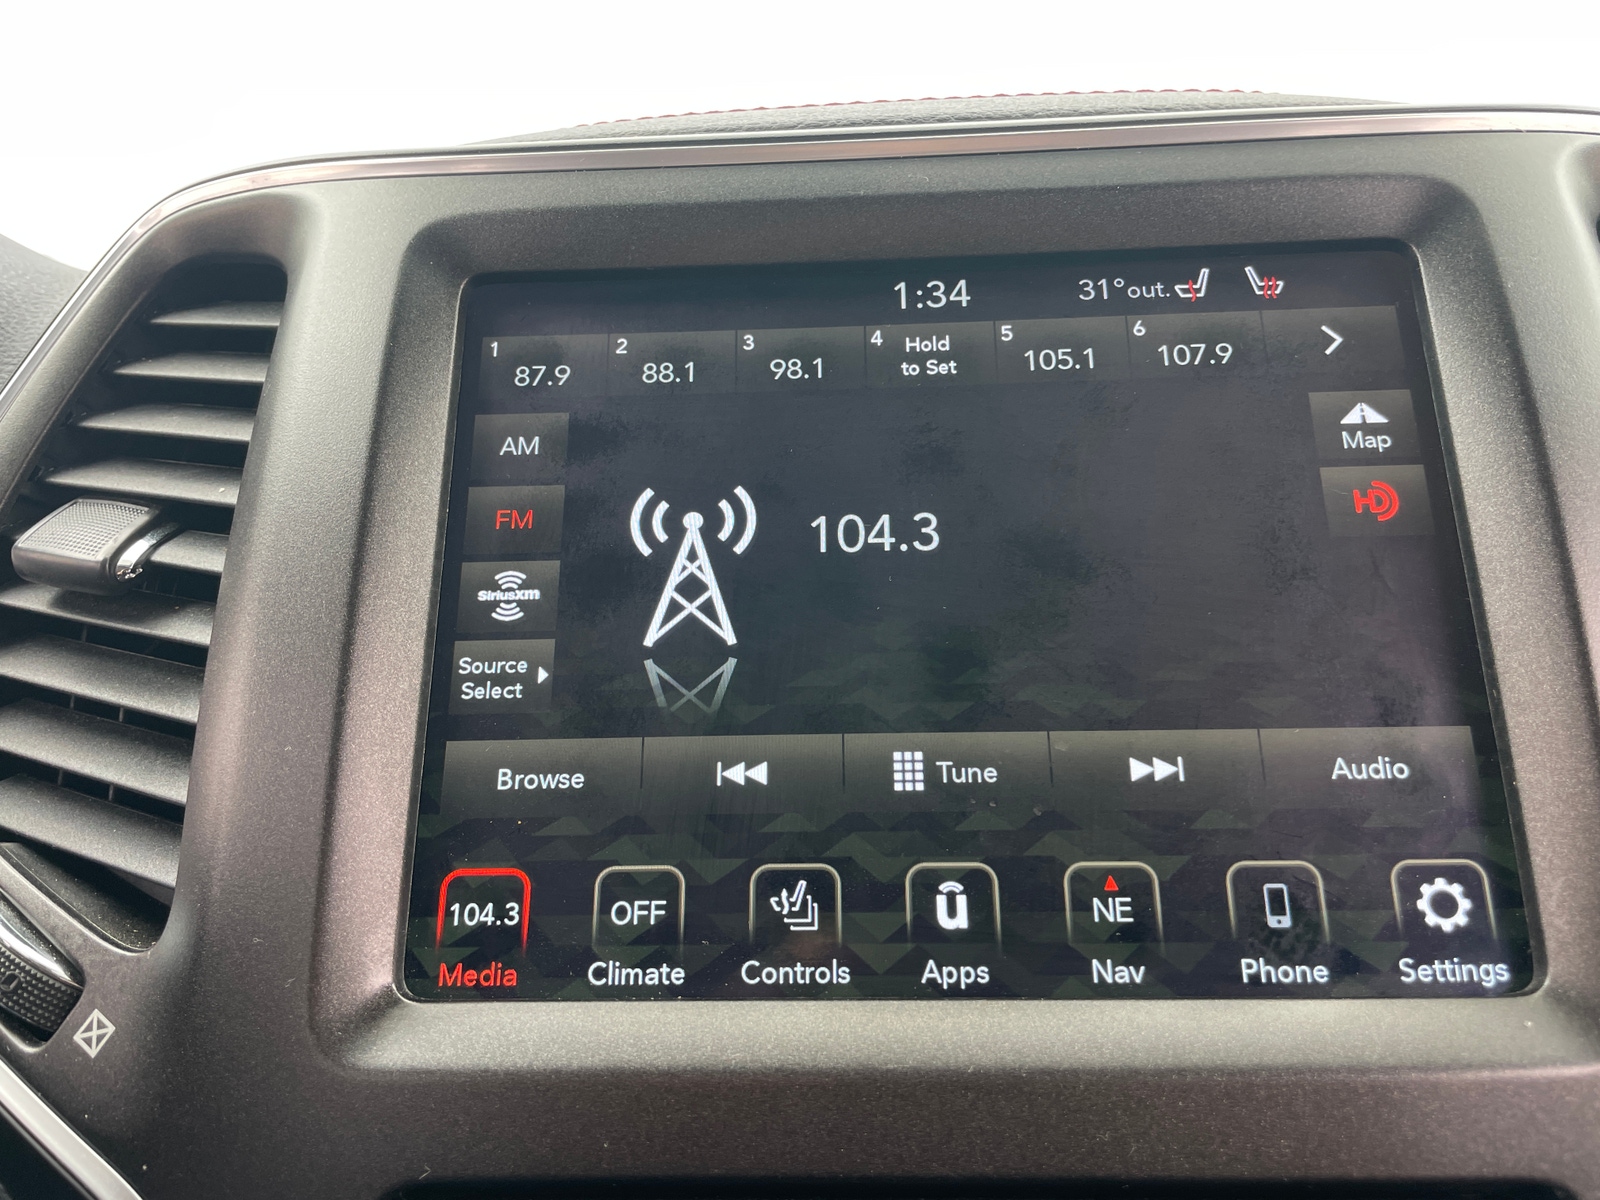 1:34
31°out.
1 87.9
2 88.1
3 98.1
4 Hold
to Set
5 105.1
6 107.9
AM
Map
FM
HD
104.3
SiriusXM
Source
Select
Browse
Tune
Audio
104.3
OFF
u
NE
Media
Climate
Controls
Apps
Nav
Phone
Settings